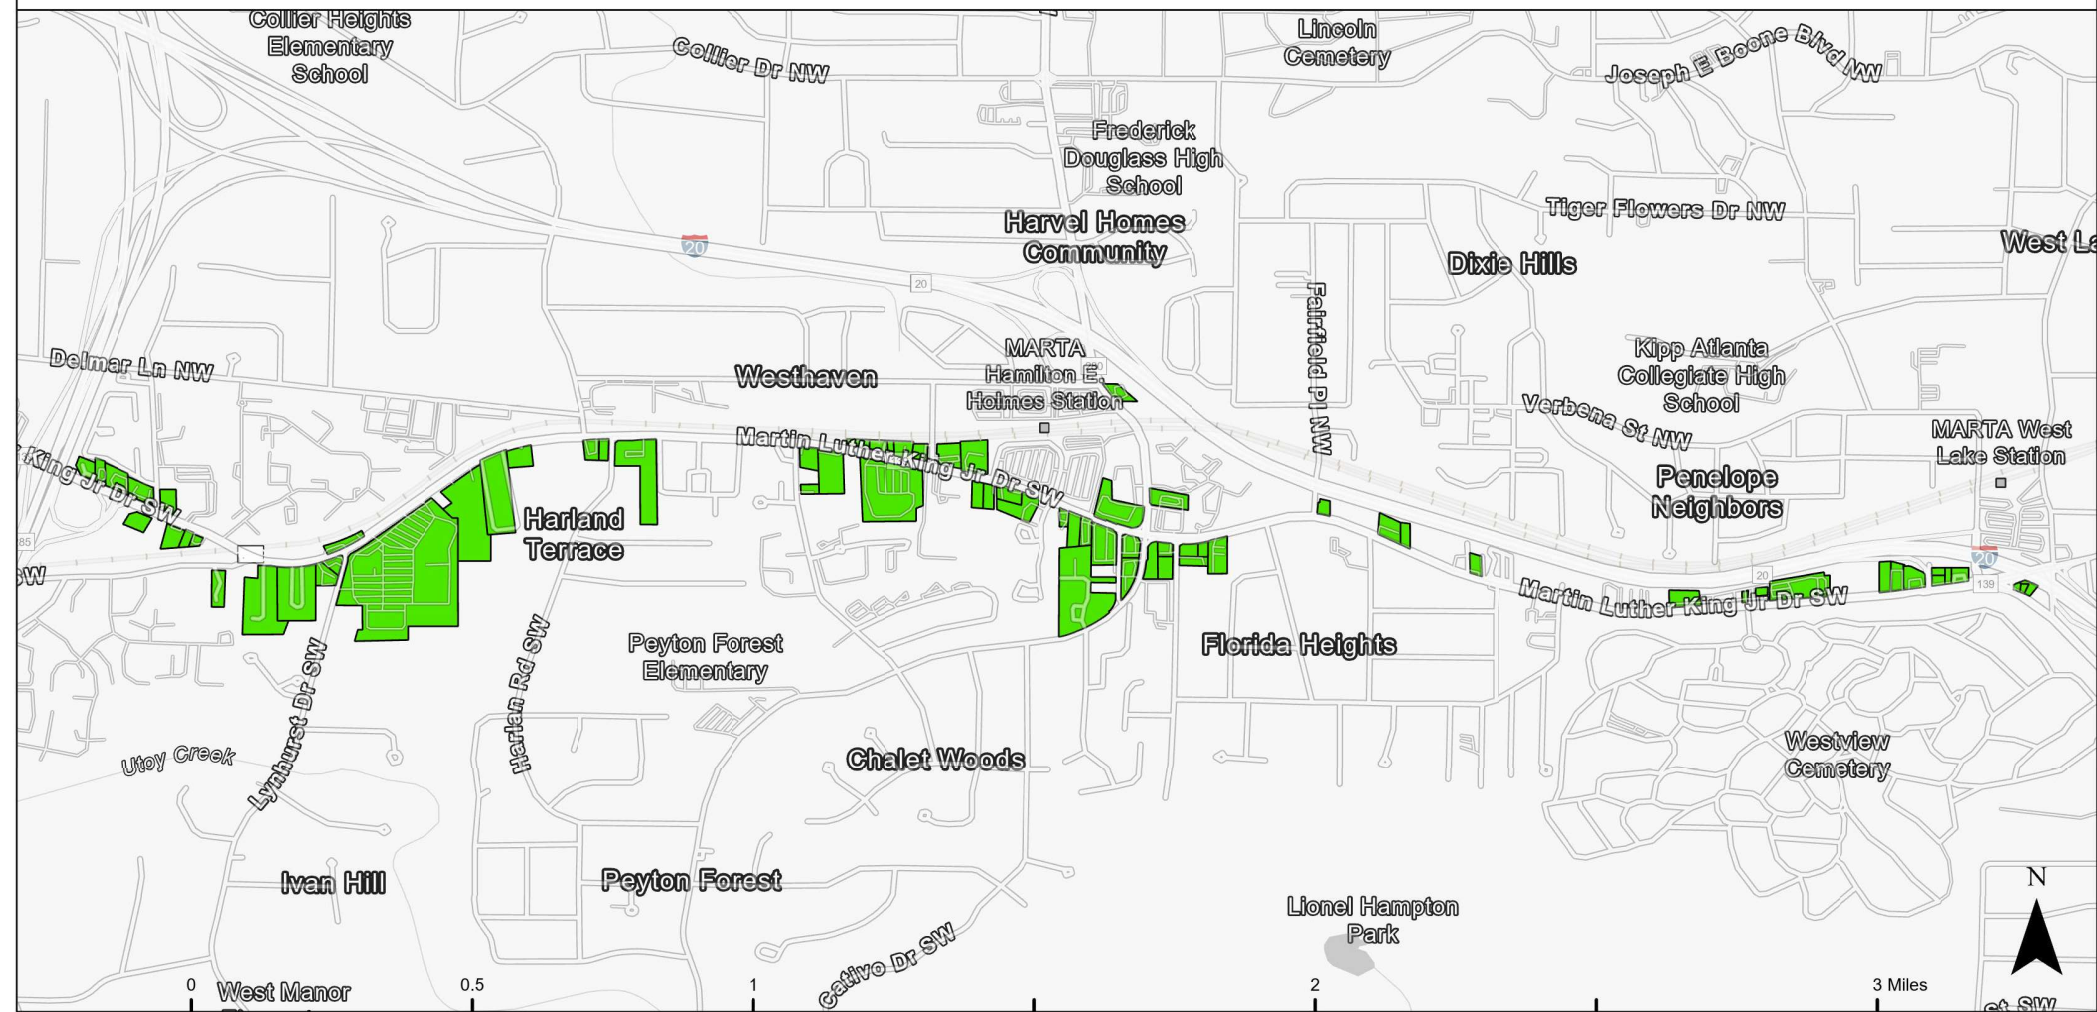 Collier Heights
Elementary
School
Collier Dr NW
Lincoln
Cemetery
Joseph E Boone Blvd NW
Frederick
Douglass High
School
Harvel Homes
Community
Tiger Flowers Dr NW
West La
Dixie Hills
20
20
Fairfield Pl NW
Delmar Ln NW
Westhaven
MARTA
Hamilton E.
Holmes Station
Kipp Atlanta
Collegiate High
School
Verbena St NW
MARTA West
Lake Station
King Jr Dr SW
Martin Luther King Jr Dr SW
Penelope
Neighbors
Harland
Terrace
85
SW
20
20
139
Martin Luther King Jr Dr SW
Peyton Forest
Elementary
Florida Heights
Lynhurst Dr SW
Harlan Rd SW
Utoy Creek
Chalet Woods
Westview
Cemetery
Ivan Hill
Peyton Forest
N
Lionel Hampton
Park
Cativo Dr SW
0
0.5
1
2
3 Miles
West Manor
St SW